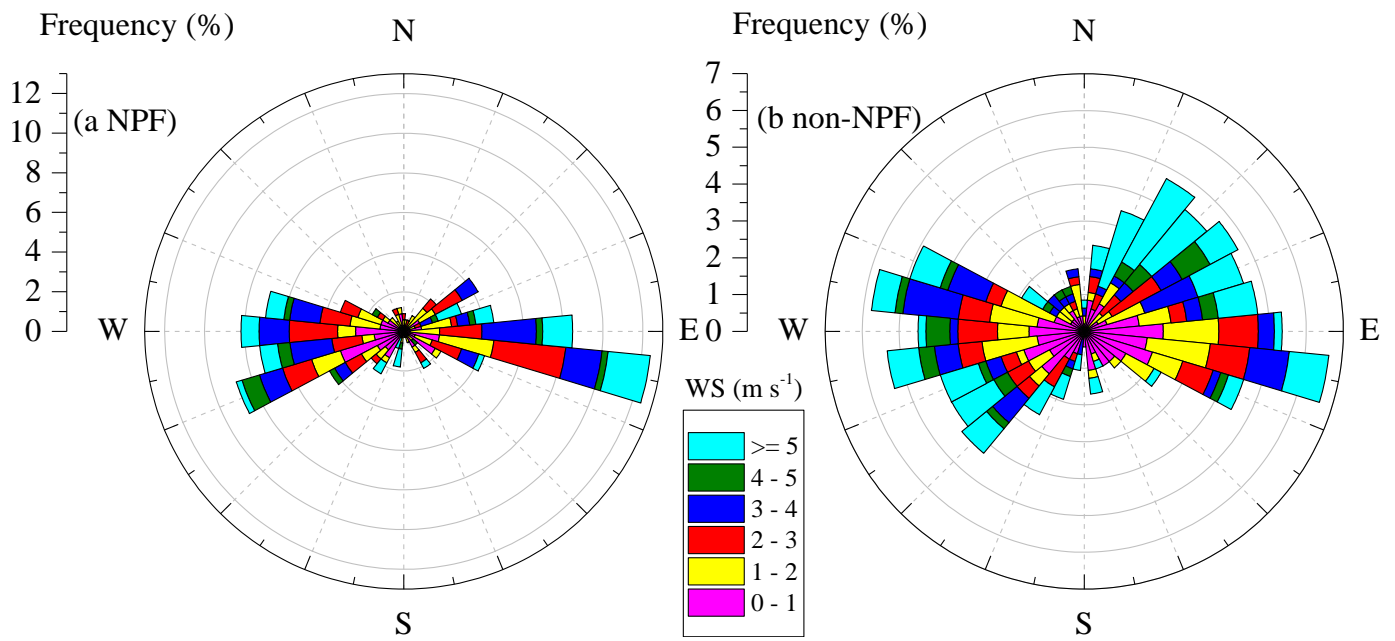 Frequency (%)
N
12
10
8
6
4
2
0
(a NPF)
W
E
S
Frequency (%)
N
7
6
5
4
3
2
1
0
(b non-NPF)
W
E
S
WS (m s⁻¹)
>= 5
4 - 5
3 - 4
2 - 3
1 - 2
0 - 1